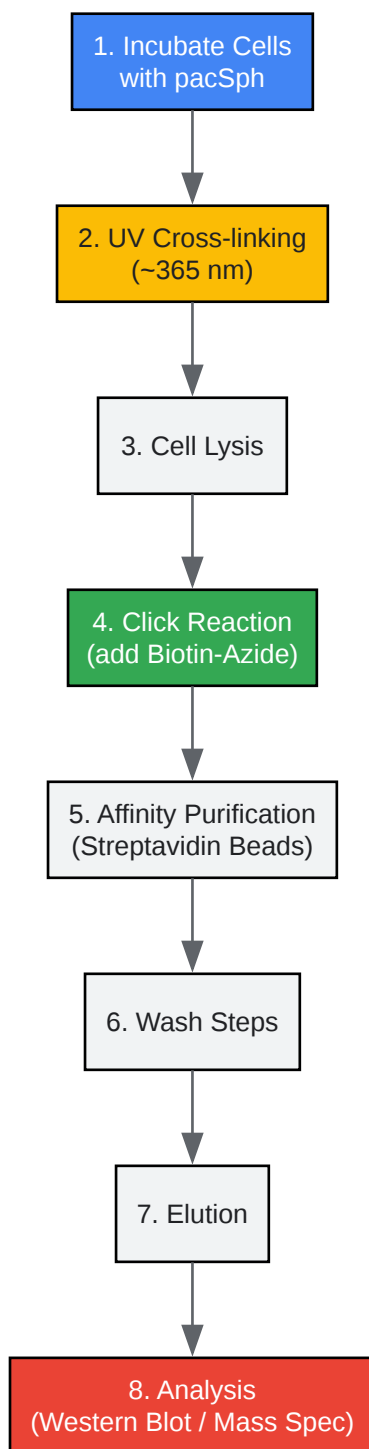 1. Incubate Cells
with pacSph
2. UV Cross-linking
(~365 nm)
3. Cell Lysis
4. Click Reaction
(add Biotin-Azide)
5. Affinity Purification
(Streptavidin Beads)
6. Wash Steps
7. Elution
8. Analysis
(Western Blot / Mass Spec)